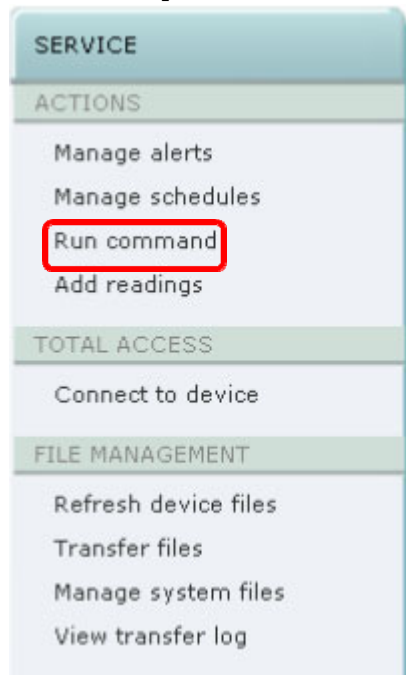 SERVICE
ACTIONS
Manage alerts
Manage schedules
Run command
Add readings
TOTAL ACCESS
Connect to device
FILE MANAGEMENT
Refresh device files
Transfer files
Manage system files
View transfer log